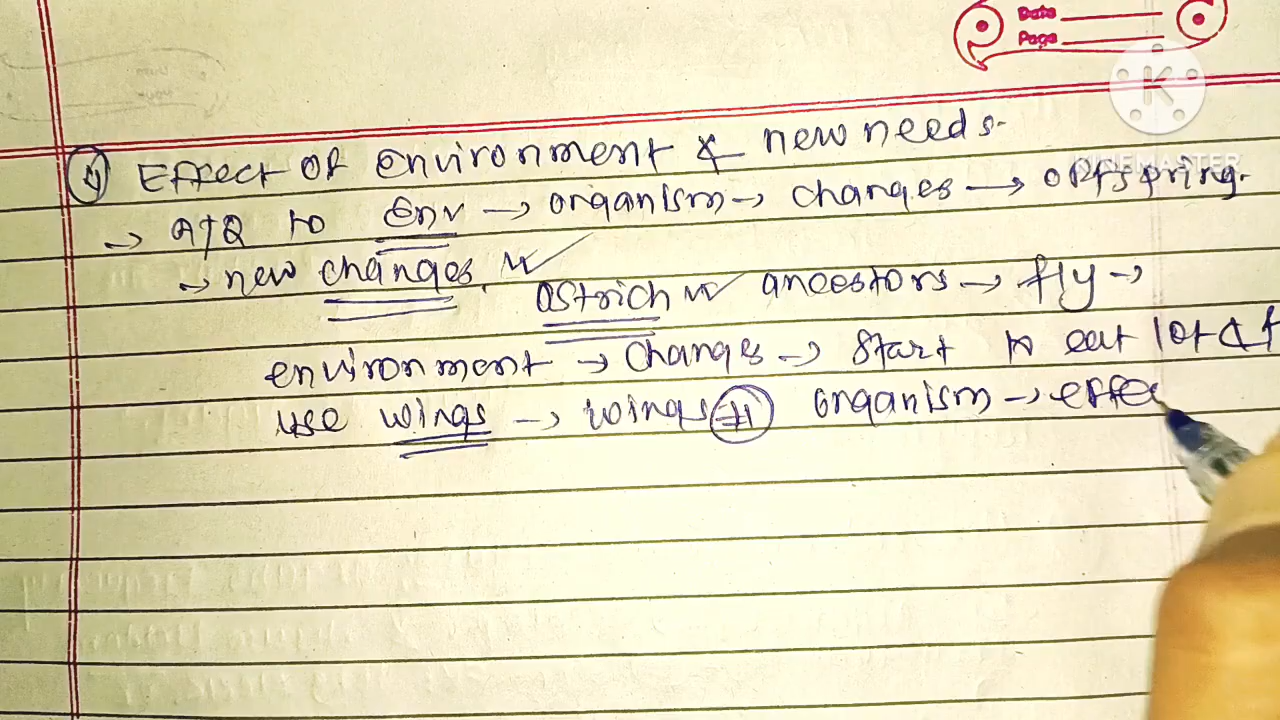 Date
Page
KINEMASTER
Effect of environment & new needs.
→ A/Q to Env → organism → changes → offspring.
→ new changes.
Ostrich ancestors → fly →
environment → changes → start to eat lot &
use wings → wings organism → effec